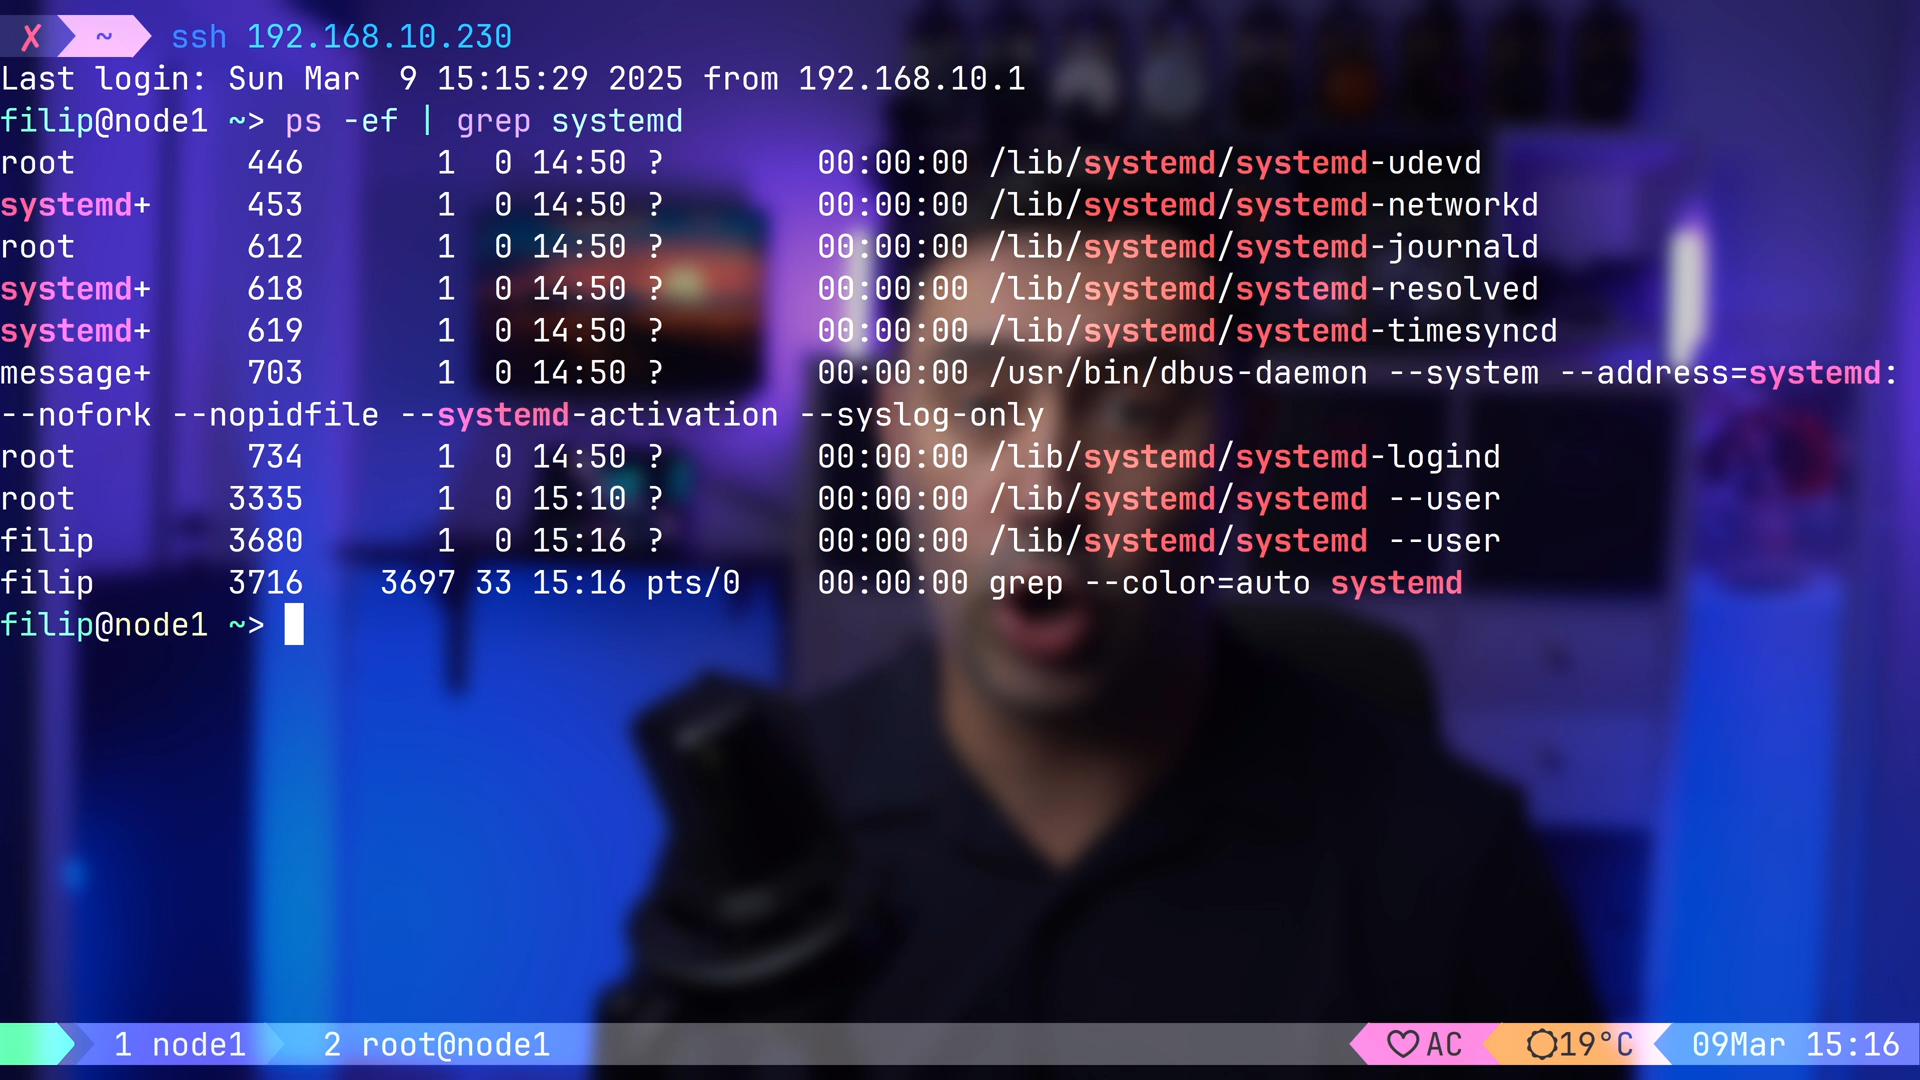 ✗ ~ ssh 192.168.10.230
Last login: Sun Mar  9 15:15:29 2025 from 192.168.10.1
filip@node1 ~> ps -ef | grep systemd
root         446       1  0 14:50 ?        00:00:00 /lib/systemd/systemd-udevd
systemd+     453       1  0 14:50 ?        00:00:00 /lib/systemd/systemd-networkd
root         612       1  0 14:50 ?        00:00:00 /lib/systemd/systemd-journald
systemd+     618       1  0 14:50 ?        00:00:00 /lib/systemd/systemd-resolved
systemd+     619       1  0 14:50 ?        00:00:00 /lib/systemd/systemd-timesyncd
message+     703       1  0 14:50 ?        00:00:00 /usr/bin/dbus-daemon --system --address=systemd:
--nofork --nopidfile --systemd-activation --syslog-only
root         734       1  0 14:50 ?        00:00:00 /lib/systemd/systemd-logind
root        3335       1  0 15:10 ?        00:00:00 /lib/systemd/systemd --user
filip       3680       1  0 15:16 ?        00:00:00 /lib/systemd/systemd --user
filip       3716    3697 33 15:16 pts/0    00:00:00 grep --color=auto systemd
filip@node1 ~>
1 node1 2 root@node1 AC 19°C 09Mar 15:16